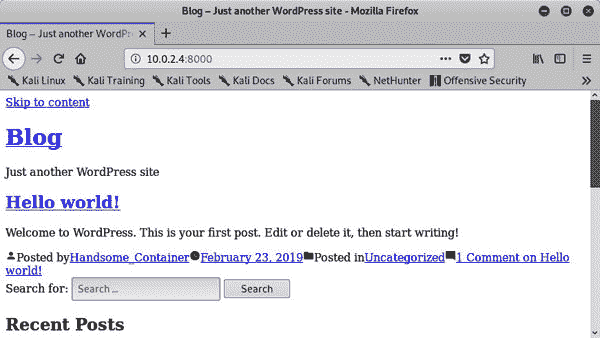 Blog – Just another WordPress site - Mozilla Firefox
Blog – Just another WordPr
10.0.2.4:8000
Kali Linux Kali Training Kali Tools Kali Docs Kali Forums NetHunter Offensive Security
Skip to content
Blog
Just another WordPress site
Hello world!
Welcome to WordPress. This is your first post. Edit or delete it, then start writing!
Posted byHandsome_ContainerFebruary 23, 2019Posted inUncategorized1 Comment on Hello
world!
Search for: Search … Search
Recent Posts